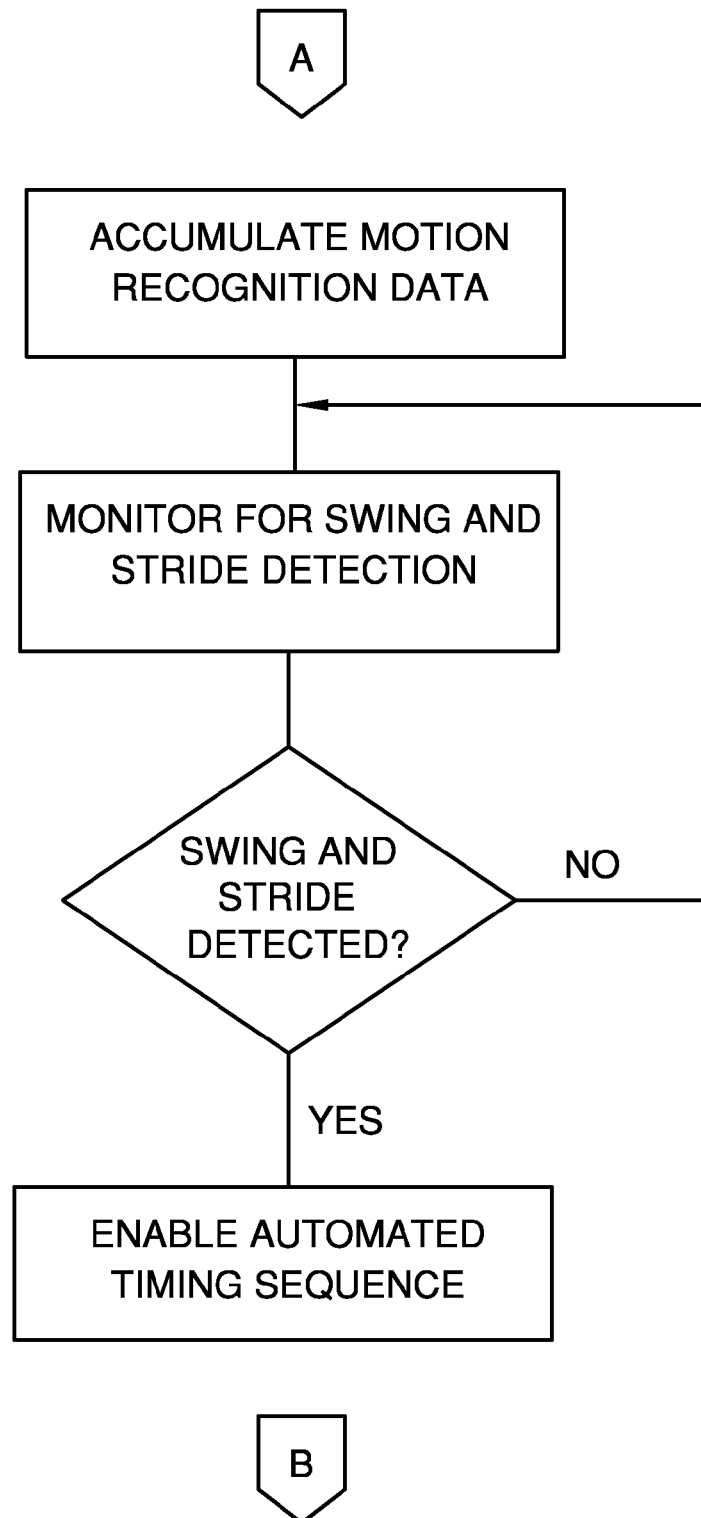 A
ACCUMULATE MOTION
RECOGNITION DATA
MONITOR FOR SWING AND
STRIDE DETECTION
SWING AND
STRIDE
DETECTED?
NO
YES
ENABLE AUTOMATED
TIMING SEQUENCE
B